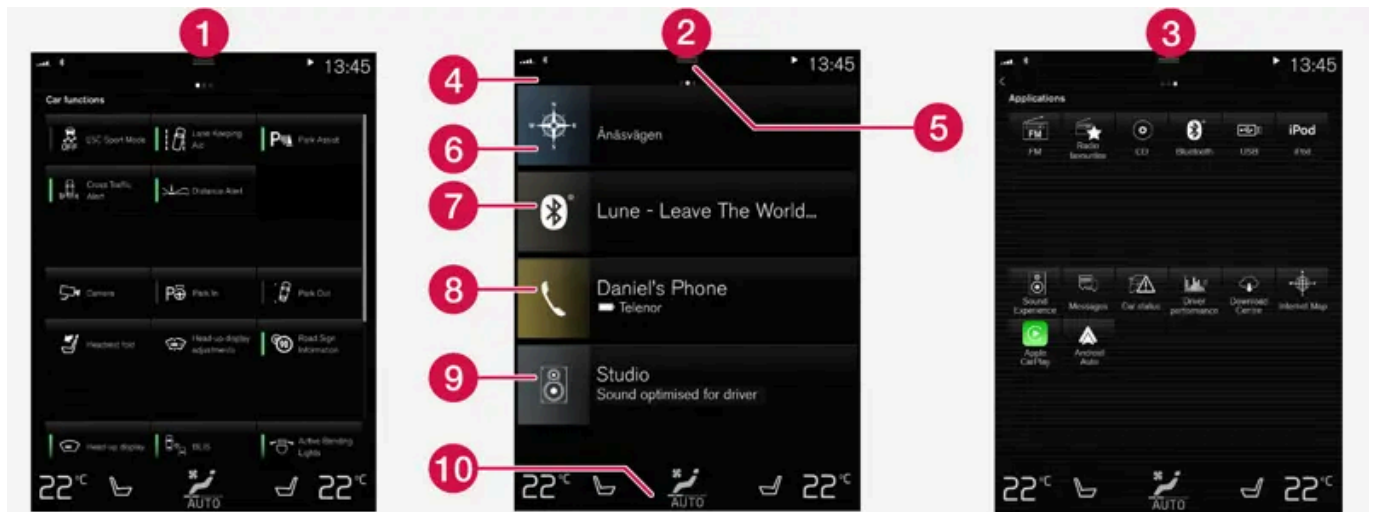 1
13:45
Car functions
OFF
ESC Sport Mode
Lane Keeping
Aid
Park Assist
Cross Traffic
Alert
Distance Alert
Camera
Park In
Park Out
Headrest fold
Head-up display
adjustments
Road Sign
Information
Head-up display
BLIS
Active Bending
Lights
22°C
AUTO
22°C
2
13:45
4
5
6
N
Änäsvägen
7
Lune - Leave The World...
8
Daniel's Phone
Telenor
9
Studio
Sound optimised for driver
10
22°C
AUTO
22°C
3
13:45
Applications
FM
iPod
FM
Radio
favourites
CD
Bluetooth
USB
iPod
Sound
Experience
Messages
Car status
Driver
performance
Download
Centre
Internet Map
Apple
CarPlay
Android
Auto
22°C
AUTO
22°C